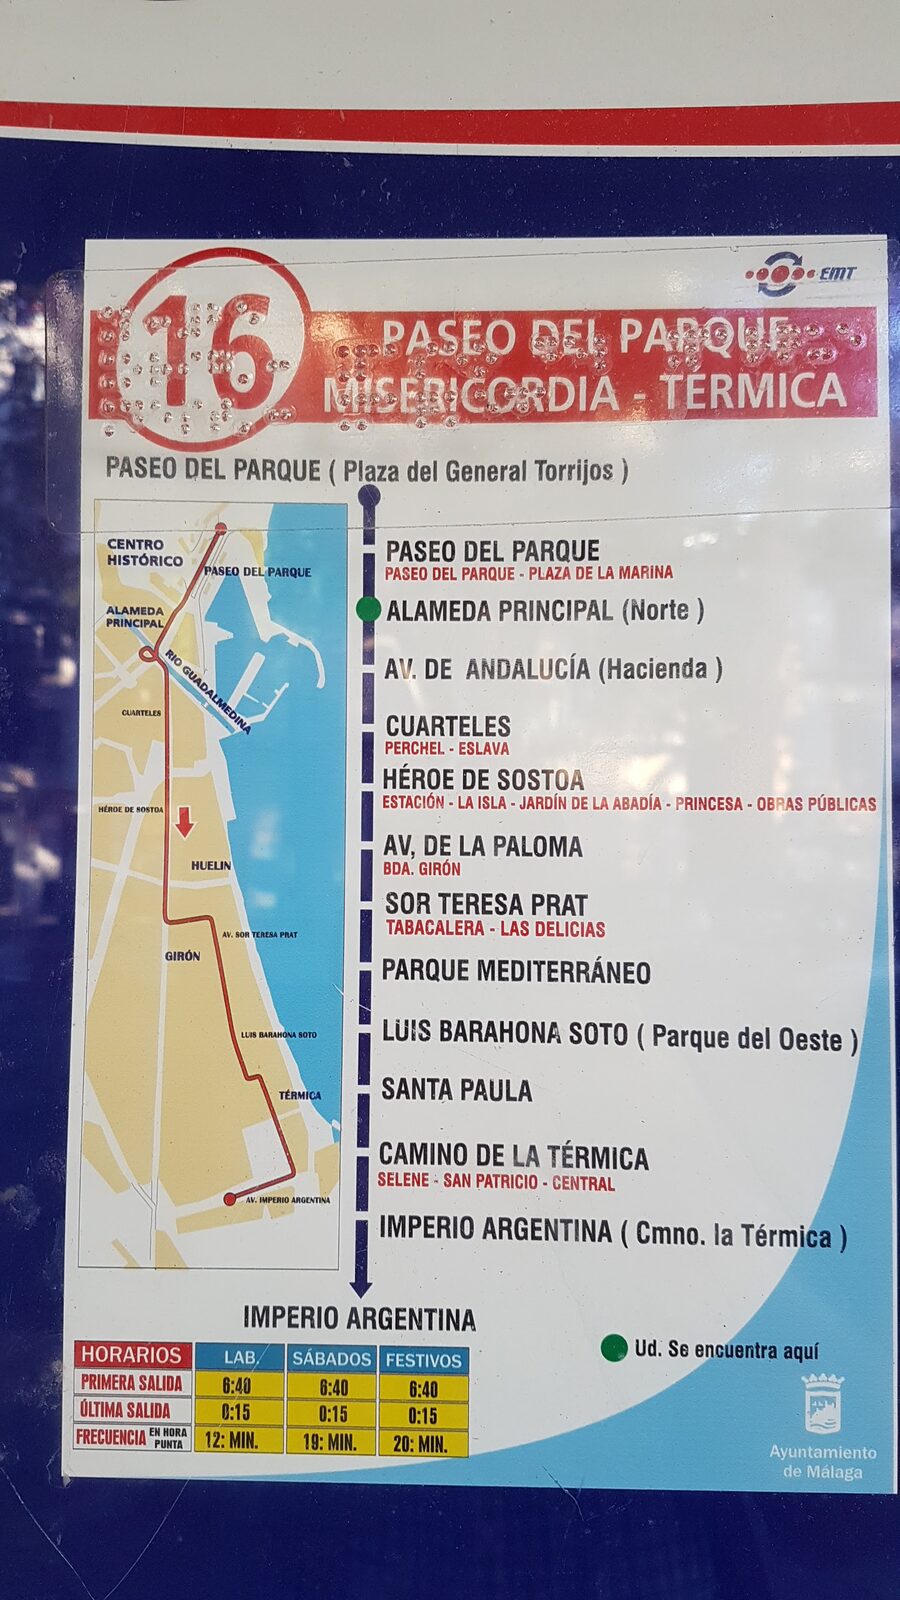 EMT
16
PASEO DEL PARQUE
MISERICORDIA - TÉRMICA
PASEO DEL PARQUE ( Plaza del General Torrijos )
CENTRO
HISTÓRICO
PASEO DEL PARQUE
ALAMEDA
PRINCIPAL
RIO GUADALMEDINA
CUARTELES
HÉROE DE SOSTOA
HUELIN
AV. SOR TERESA PRAT
GIRÓN
LUIS BARAHONA SOTO
TÉRMICA
AV. IMPERIO ARGENTINA
PASEO DEL PARQUE
PASEO DEL PARQUE - PLAZA DE LA MARINA
ALAMEDA PRINCIPAL (Norte )
AV. DE ANDALUCÍA (Hacienda )
CUARTELES
PERCHEL - ESLAVA
HÉROE DE SOSTOA
ESTACIÓN - LA ISLA - JARDÍN DE LA ABADÍA - PRINCESA - OBRAS PÚBLICAS
AV, DE LA PALOMA
BDA. GIRÓN
SOR TERESA PRAT
TABACALERA - LAS DELICIAS
PARQUE MEDITERRÁNEO
LUIS BARAHONA SOTO ( Parque del Oeste )
SANTA PAULA
CAMINO DE LA TÉRMICA
SELENE - SAN PATRICIO - CENTRAL
IMPERIO ARGENTINA ( Cmno. la Térmica )
IMPERIO ARGENTINA
HORARIOS LAB. SÁBADOS FESTIVOS
PRIMERA SALIDA 6:40 6:40 6:40
ÚLTIMA SALIDA 0:15 0:15 0:15
FRECUENCIA EN HORA PUNTA 12: MIN. 19: MIN. 20: MIN.
Ud. Se encuentra aquí
Ayuntamiento
de Málaga